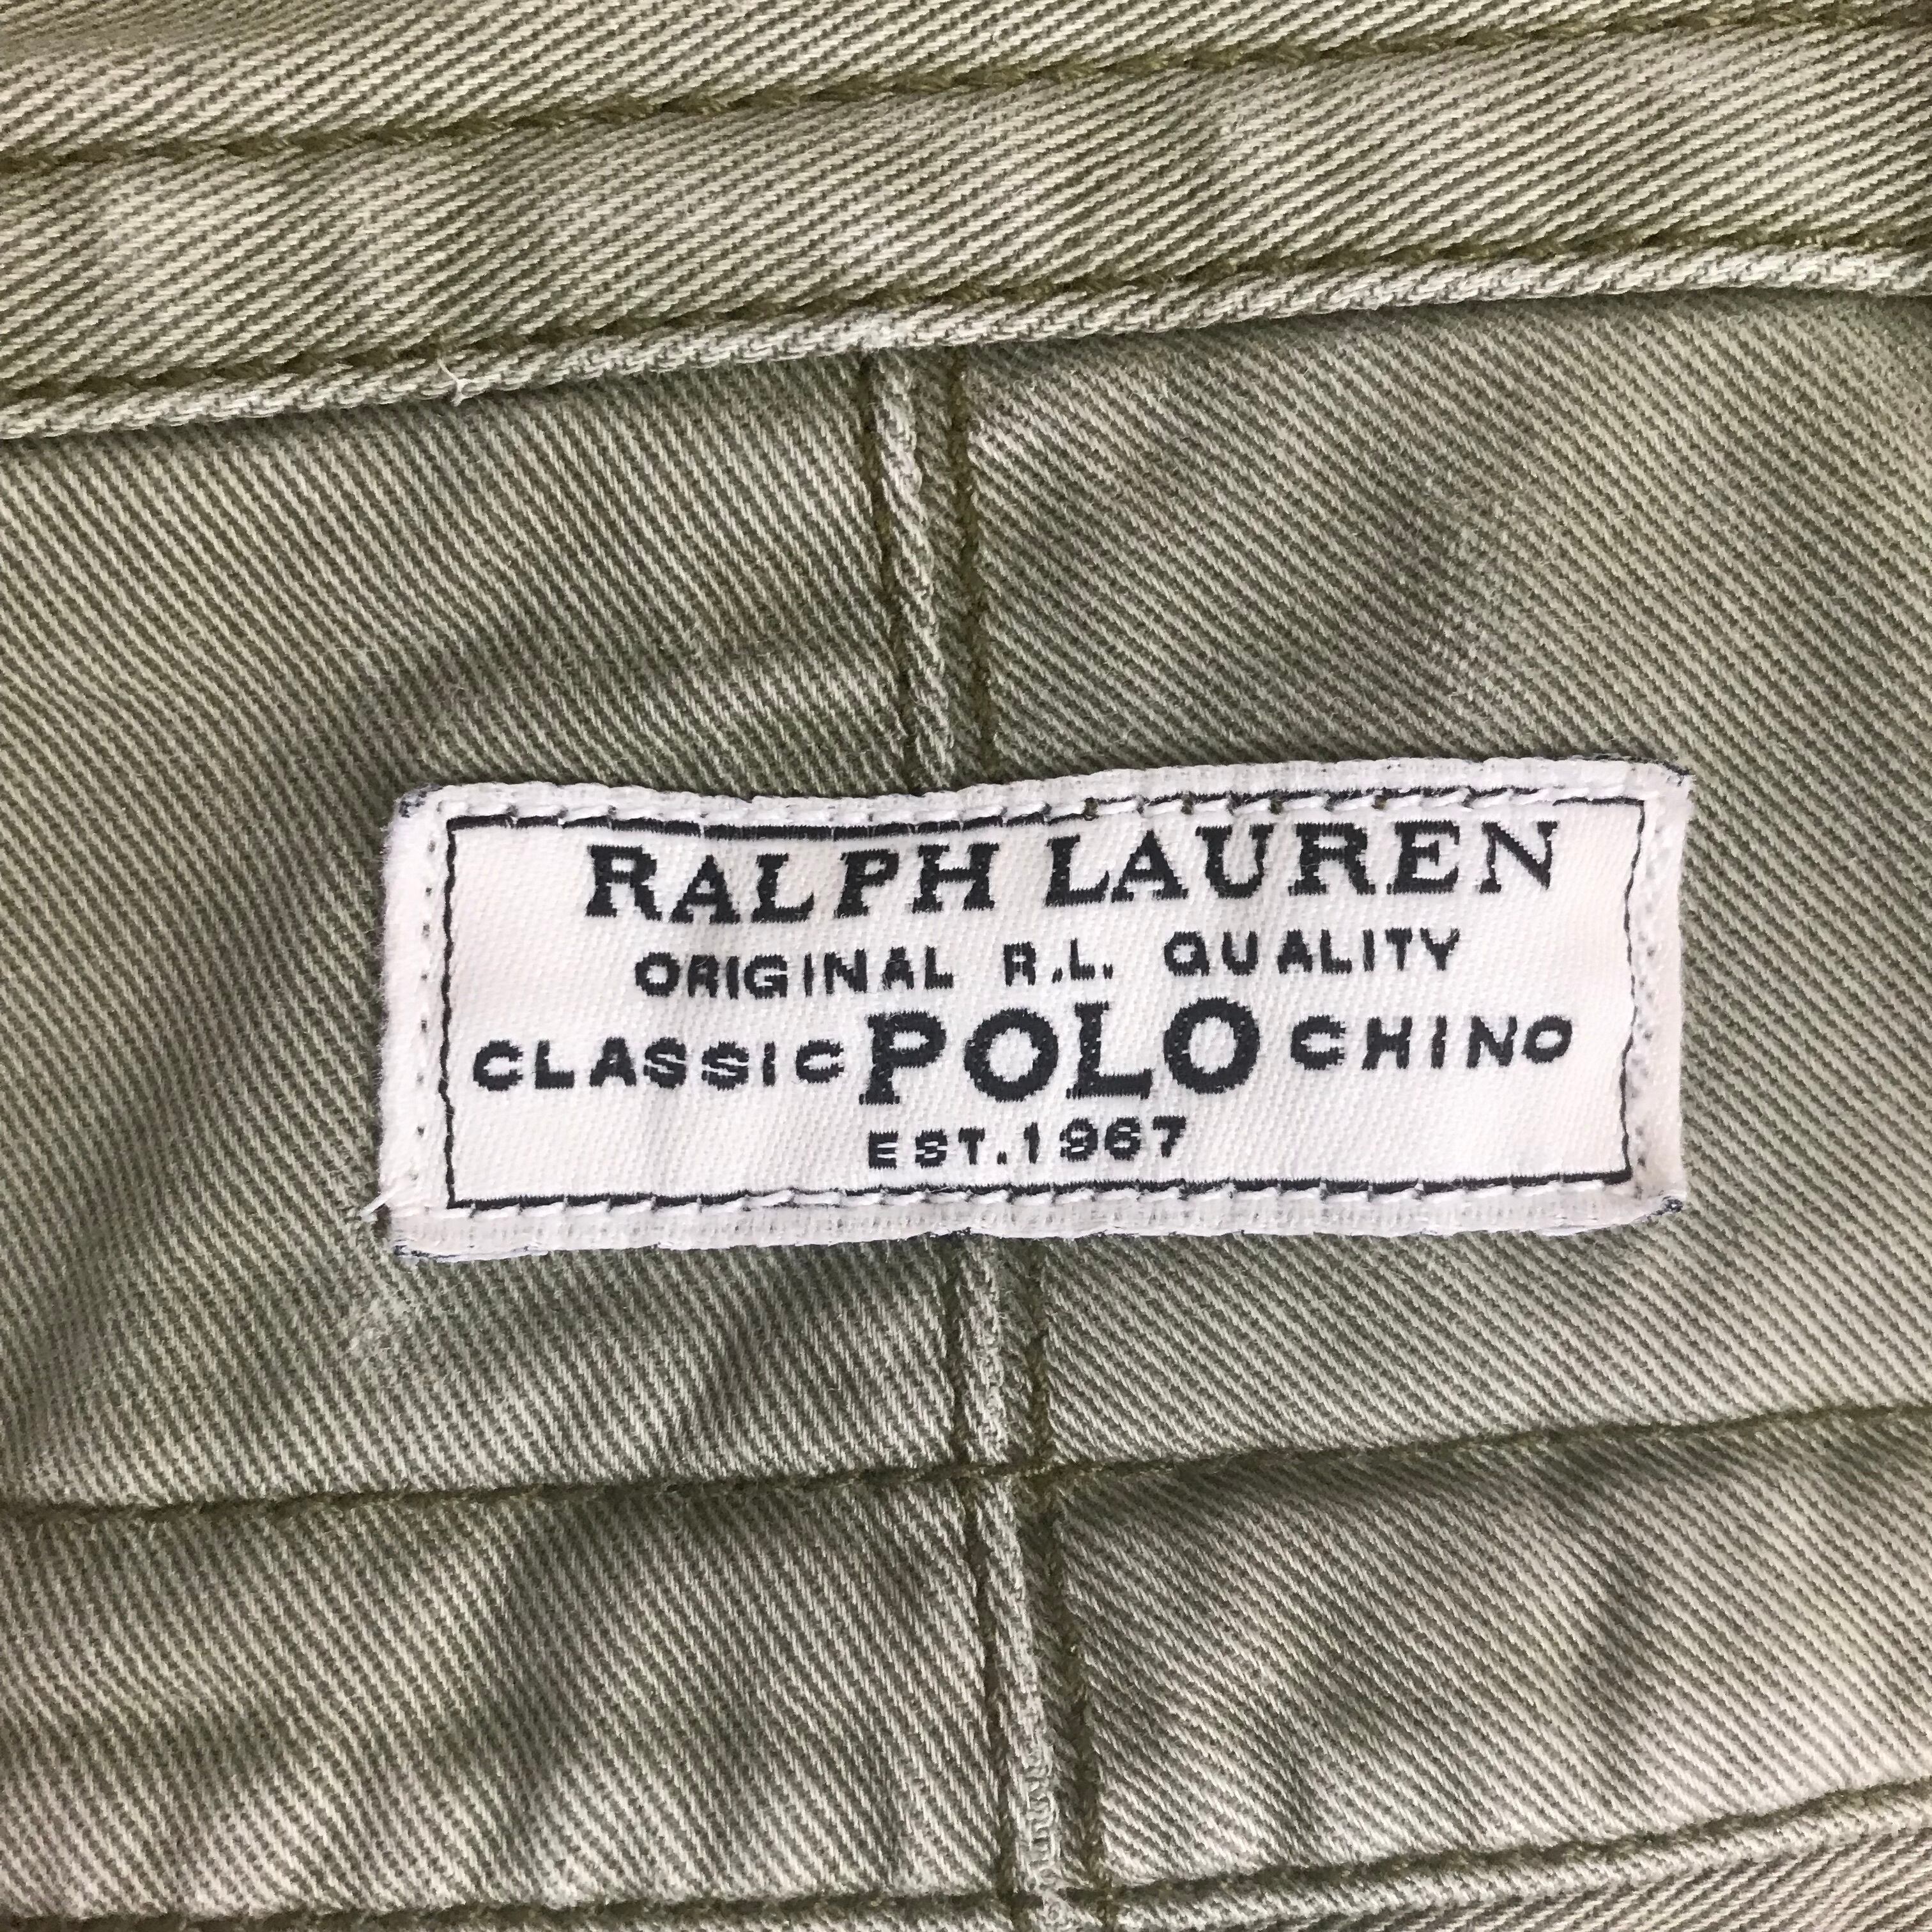 RALPH LAUREN
ORIGINAL R.L. QUALITY
CLASSIC POLO CHINO
EST.1967